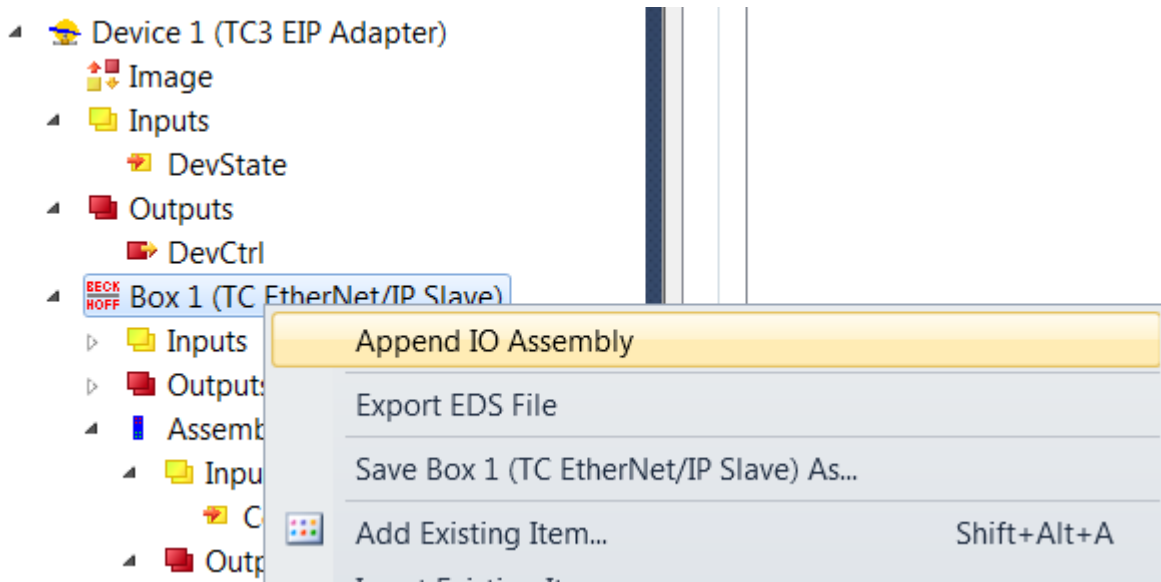 Device 1 (TC3 EIP Adapter)
Image
Inputs
DevState
Outputs
DevCtrl
BECK
HOFF
Box 1 (TC EtherNet/IP Slave)
Inputs
Append IO Assembly
Outputs
Export EDS File
Assemb
Inpu
Save Box 1 (TC EtherNet/IP Slave) As...
C
Add Existing Item... Shift+Alt+A
Outp